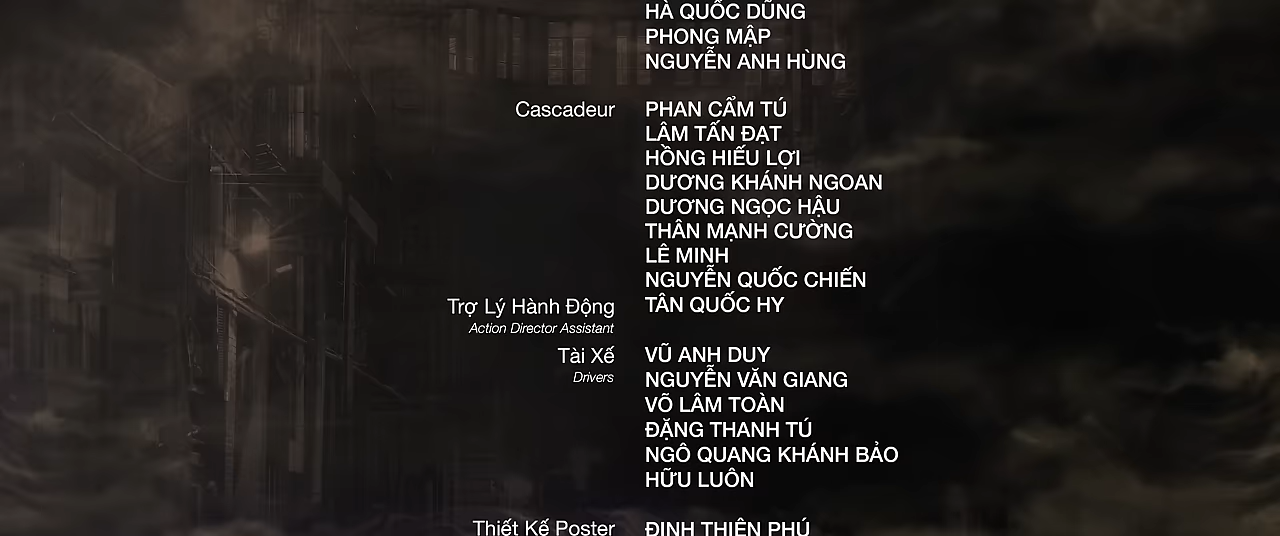 HÀ QUỐC DŨNG
PHONG MẬP
NGUYỄN ANH HÙNG
Cascadeur PHAN CẨM TÚ
LÂM TẤN ĐẠT
HỒNG HIẾU LỢI
DƯƠNG KHÁNH NGOAN
DƯƠNG NGỌC HẬU
THÂN MẠNH CƯỜNG
LÊ MINH
NGUYỄN QUỐC CHIẾN
Trợ Lý Hành Động TÂN QUỐC HY
Action Director Assistant
Tài Xế VŨ ANH DUY
Drivers NGUYỄN VĂN GIANG
VÕ LÂM TOÀN
ĐẶNG THANH TÚ
NGÔ QUANG KHÁNH BẢO
HỮU LUÔN
Thiết Kế Poster ĐINH THIÊN PHÚ